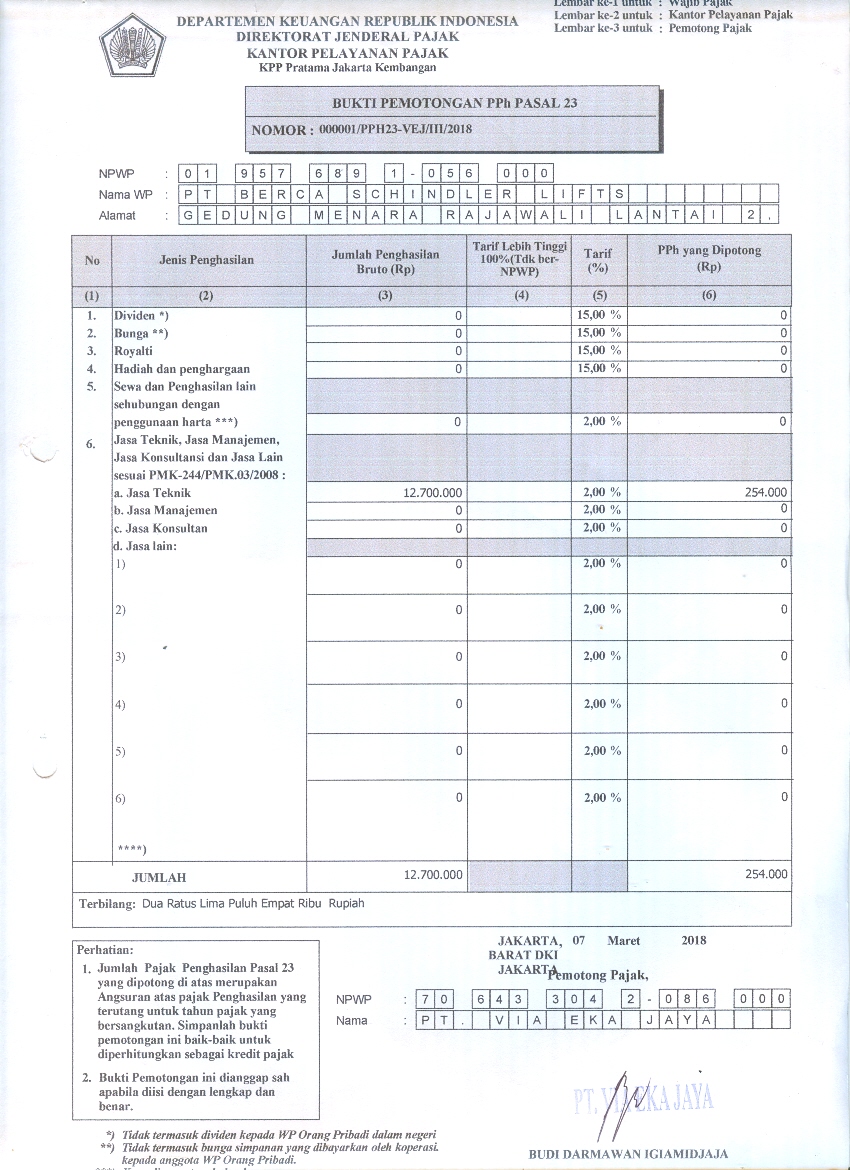 Lembar ke-1 untuk : Wajib Pajak
Lembar ke-2 untuk : Kantor Pelayanan Pajak
Lembar ke-3 untuk : Pemotong Pajak
DEPARTEMEN KEUANGAN REPUBLIK INDONESIA
DIREKTORAT JENDERAL PAJAK
KANTOR PELAYANAN PAJAK
KPP Pratama Jakarta Kembangan
BUKTI PEMOTONGAN PPh PASAL 23
NOMOR : 000001/PPH23-VEJ/III/2018
NPWP : 01 957 689 1-056 000
Nama WP : PT BERCA SCHINDLER LIFTS
Alamat : GEDUNG MENARA RAJAWALI LANTAI 2,
No Jenis Penghasilan Jumlah Penghasilan Bruto (Rp) Tarif Lebih Tinggi 100%(Tdk ber-NPWP) Tarif (%) PPh yang Dipotong (Rp)
(1) (2) (3) (4) (5) (6)
1. Dividen *) 0 15,00 % 0
2. Bunga **) 0 15,00 % 0
3. Royalti 0 15,00 % 0
4. Hadiah dan penghargaan 0 15,00 % 0
5. Sewa dan Penghasilan lain
sehubungan dengan
penggunaan harta ***) 0 2,00 % 0
6. Jasa Teknik, Jasa Manajemen,
Jasa Konsultansi dan Jasa Lain
sesuai PMK-244/PMK.03/2008 :
a. Jasa Teknik 12.700.000 2,00 % 254.000
b. Jasa Manajemen 0 2,00 % 0
c. Jasa Konsultan 0 2,00 % 0
d. Jasa lain:
1) 0 2,00 % 0
2) 0 2,00 % 0
3) 0 2,00 % 0
4) 0 2,00 % 0
5) 0 2,00 % 0
6) 0 2,00 % 0
****)
JUMLAH 12.700.000 254.000
Terbilang: Dua Ratus Lima Puluh Empat Ribu Rupiah
JAKARTA, 07 Maret 2018
BARAT DKI
JAKARTA
Pemotong Pajak,
NPWP : 70 643 304 2-086 000
Nama : PT. VIA EKA JAYA
Perhatian:
1. Jumlah Pajak Penghasilan Pasal 23
yang dipotong di atas merupakan
Angsuran atas pajak Penghasilan yang
terutang untuk tahun pajak yang
bersangkutan. Simpanlah bukti
pemotongan ini baik-baik untuk
diperhitungkan sebagai kredit pajak
2. Bukti Pemotongan ini dianggap sah
apabila diisi dengan lengkap dan
benar.
PT. VIA EKA JAYA
BUDI DARMAWAN IGIAMIDJAJA
*) Tidak termasuk dividen kepada WP Orang Pribadi dalam negeri
**) Tidak termasuk bunga simpanan yang dibayarkan oleh koperasi
kepada anggota WP Orang Pribadi.